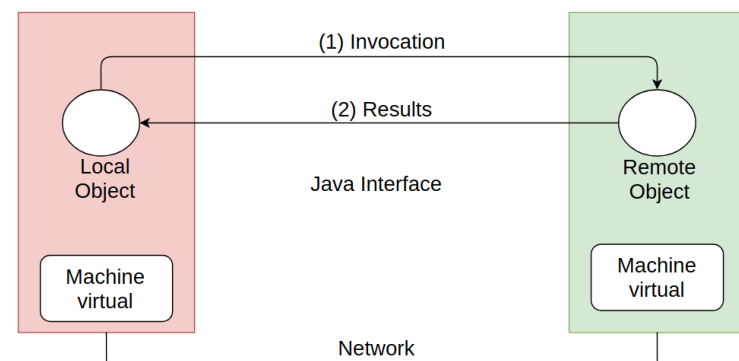 (1) Invocation
(2) Results
Local
Object
Java Interface
Remote
Object
Machine
virtual
Machine
virtual
Network